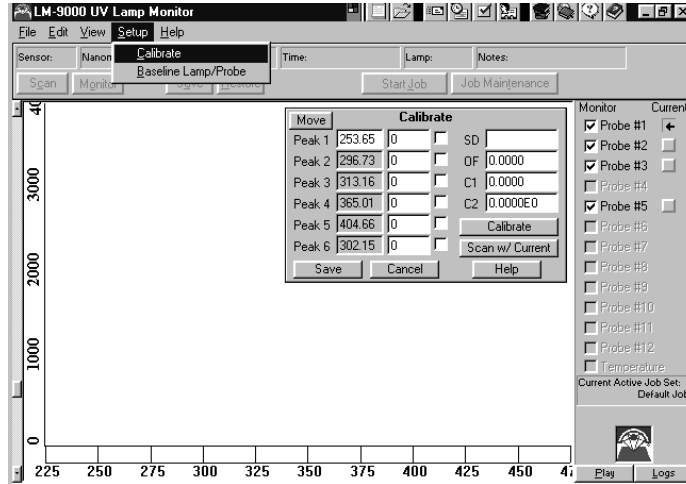 LM-9000 UV Lamp Monitor
File Edit View Setup Help
Calibrate
Baseline Lamp/Probe
Sensor: Time: Lamp: Notes:
Scan Monitor Restore Start Job Job Maintenance
Monitor Current
Probe #1
Probe #2
Probe #3
Probe #4
Probe #5
Probe #6
Probe #7
Probe #8
Probe #9
Probe #10
Probe #11
Probe #12
Temperature
Current Active Job Set:
Default Job
Play Logs
Move Calibrate
Peak 1 253.65 0 SD
Peak 2 296.73 0 OF 0.0000
Peak 3 313.16 0 C1 0.0000
Peak 4 365.01 0 C2 0.0000E0
Peak 5 404.66 0 Calibrate
Peak 6 302.15 0 Scan w/ Current
Save Cancel Help
3000
2000
1000
0
225 250 275 300 325 350 375 400 425 450